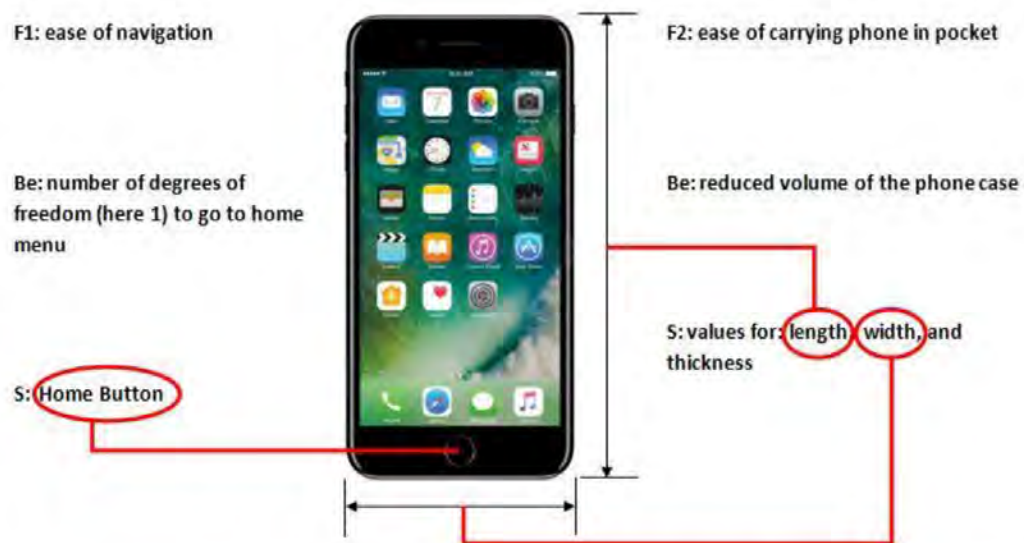 F1: ease of navigation
F2: ease of carrying phone in pocket
7
Be: number of degrees of
freedom (here 1) to go to home
menu
Be: reduced volume of the phone case
S: values for: length, width, and
thickness
S: Home Button